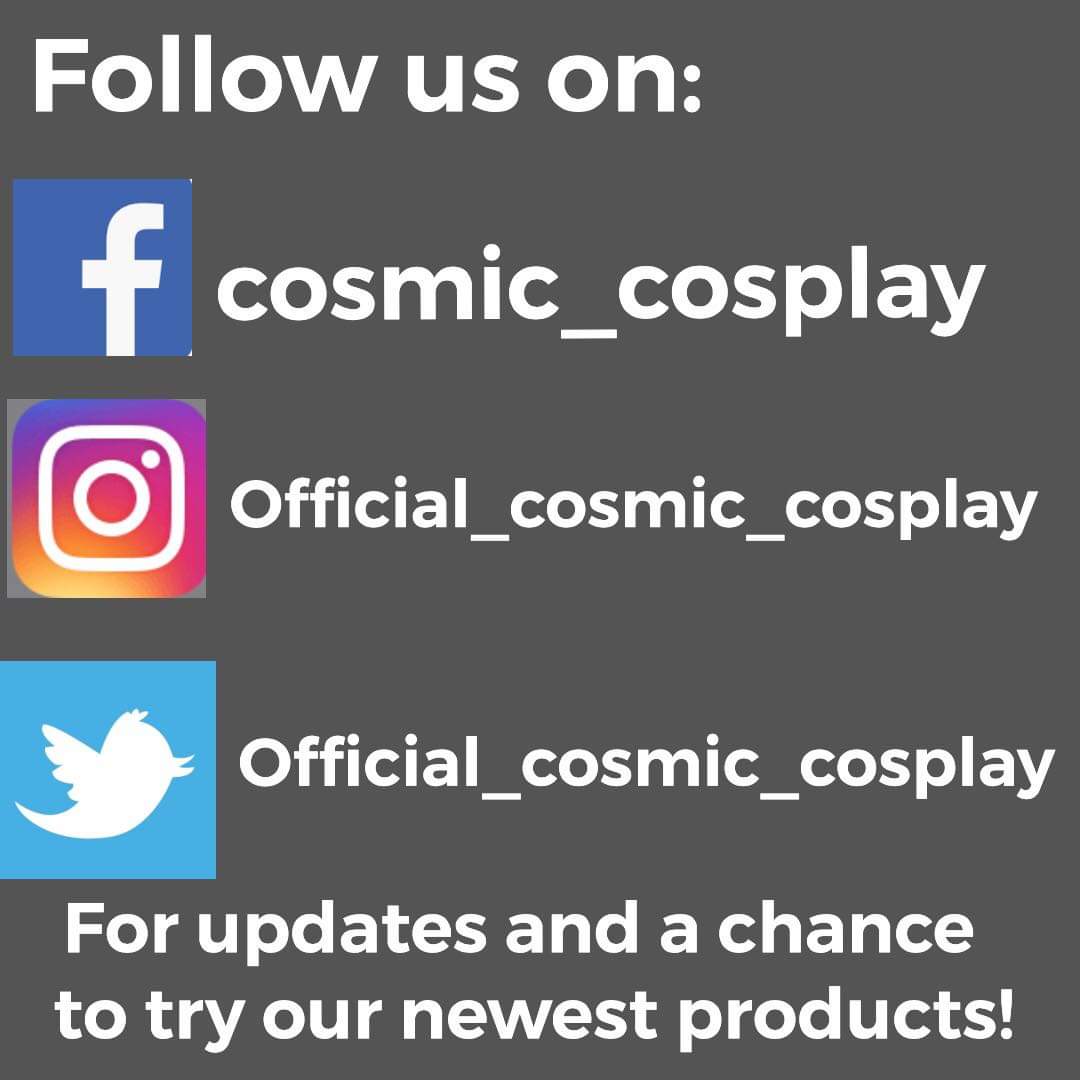 Follow us on:
cosmic_cosplay
Official_cosmic_cosplay
Official_cosmic_cosplay
For updates and a chance
to try our newest products!